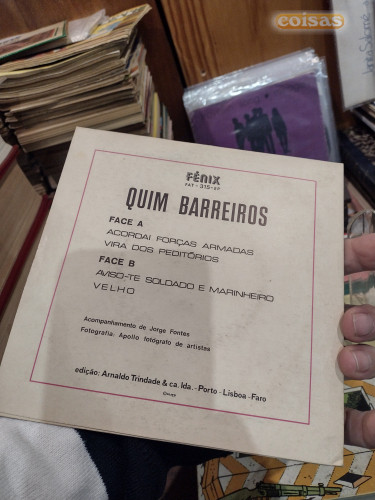 coisas
FÊNIX
FAT - 315 - EP
QUIM BARREIROS
FACE A
ACORDAI FORÇAS ARMADAS
VIRA DOS PEDITÓRIOS
FACE B
AVISO-TE SOLDADO E MARINHEIRO
VELHO
Acompanhamento de Jorge Fontes
Fotografia: Apollo fotógrafo de artistas
edição: Arnaldo Trindade & ca. lda. - Porto - Lisboa - Faro